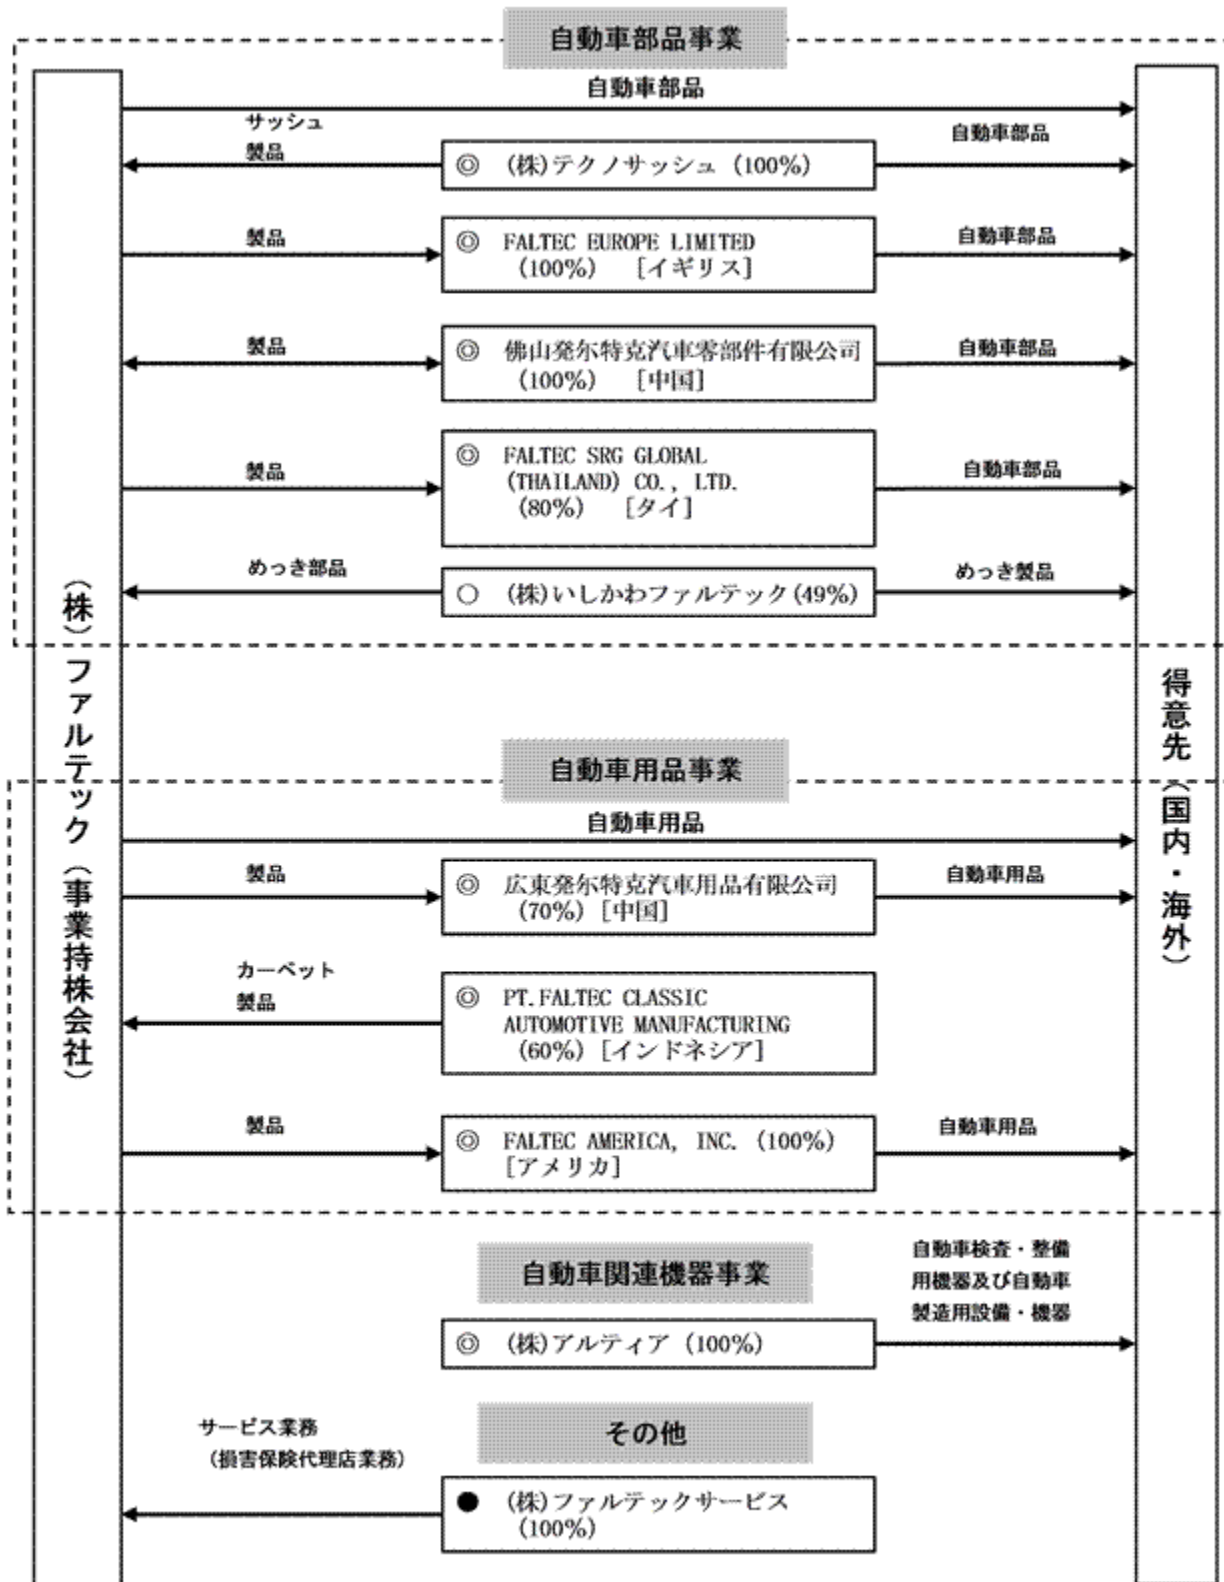 自動車部品事業
自動車部品
サッシュ
製品
◎ (株)テクノサッシュ (100%)
自動車部品
製品
◎ FALTEC EUROPE LIMITED
(100%) [イギリス]
自動車部品
製品
◎ 佛山発尔特克汽車零部件有限公司
(100%) [中国]
自動車部品
製品
◎ FALTEC SRG GLOBAL
(THAILAND) CO., LTD.
(80%) [タイ]
自動車部品
めっき部品
○ (株)いしかわファルテック(49%)
めっき製品
(株)ファルテック(事業持株会社)
得意先(国内・海外)
自動車用品事業
自動車用品
製品
◎ 広東発尔特克汽車用品有限公司
(70%) [中国]
自動車用品
カーペット
製品
◎ PT.FALTEC CLASSIC
AUTOMOTIVE MANUFACTURING
(60%) [インドネシア]
製品
◎ FALTEC AMERICA, INC. (100%)
[アメリカ]
自動車用品
自動車関連機器事業
自動車検査・整備
用機器及び自動車
製造用設備・機器
◎ (株)アルティア (100%)
その他
サービス業務
(損害保険代理店業務)
● (株)ファルテックサービス
(100%)